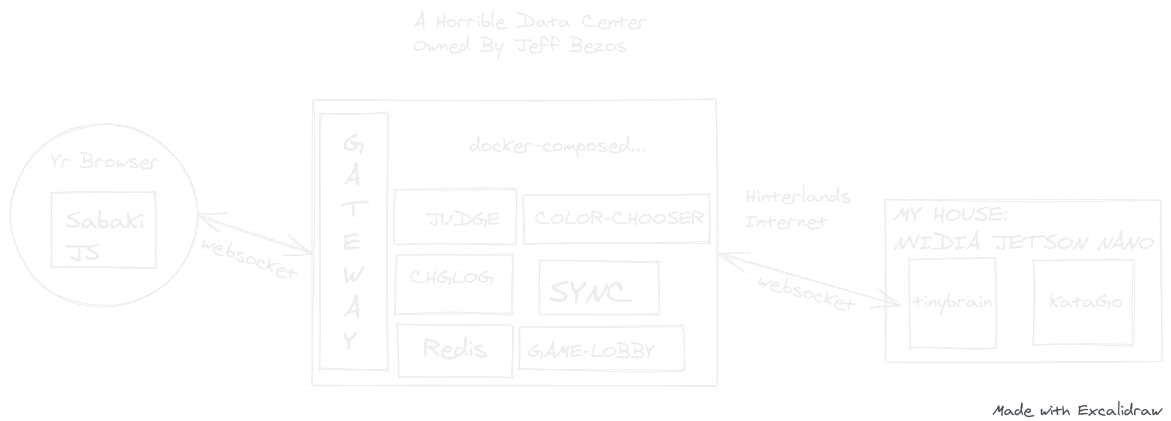 A Horrible Data Center
Owned By Jeff Bezos
docker-composed...
GATEWAY
Yr Browser
Sabaki
JS
websocket
JUDGE
COLOR-CHOOSER
CHGLOG
SYNC
Redis
GAME-LOBBY
Hinterlands
Internet
websocket
MY HOUSE:
NVIDIA JETSON NANO
tinybrain
KataGo
Made with Excalidraw